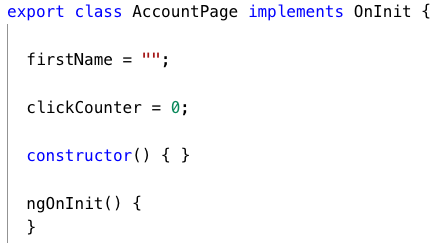 export class AccountPage implements OnInit {
firstName = "";
clickCounter = 0;
constructor() { }
ngOnInit() {
}